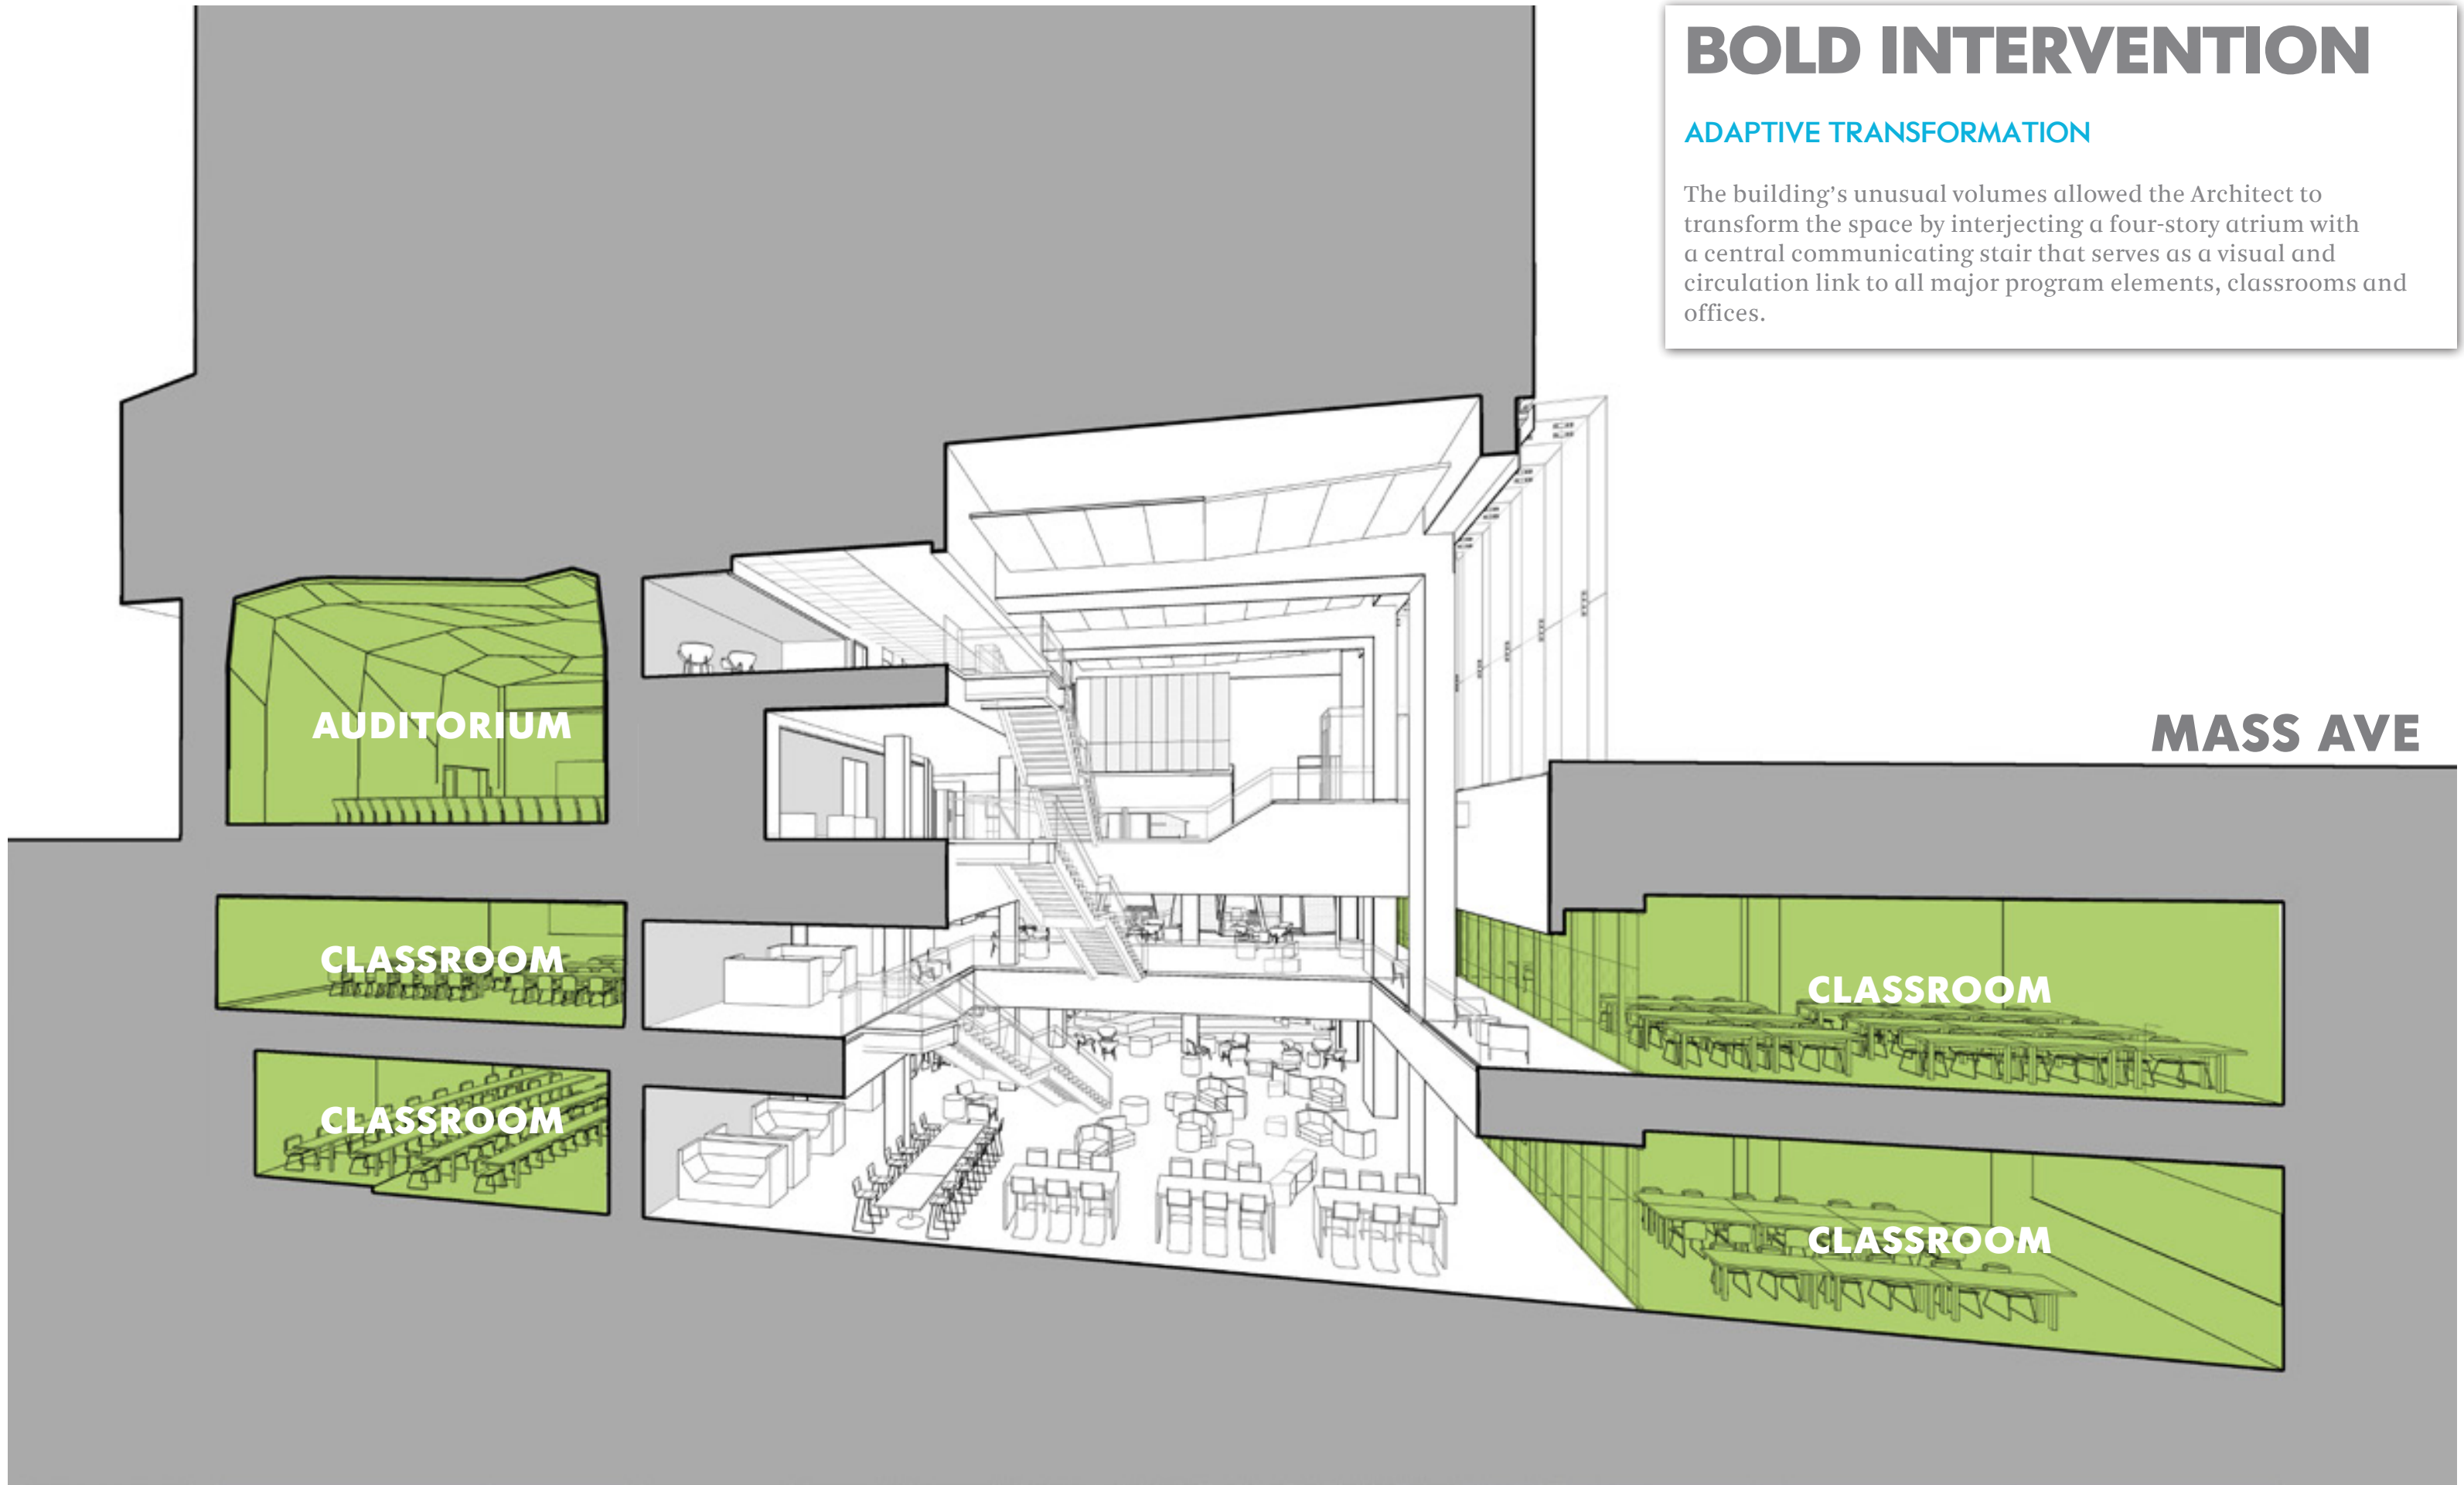 BOLD INTERVENTION
ADAPTIVE TRANSFORMATION
The building's unusual volumes allowed the Architect to
transform the space by interjecting a four-story atrium with
a central communicating stair that serves as a visual and
circulation link to all major program elements, classrooms and
offices.
AUDITORIUM
MASS AVE
CLASSROOM
CLASSROOM
CLASSROOM
CLASSROOM